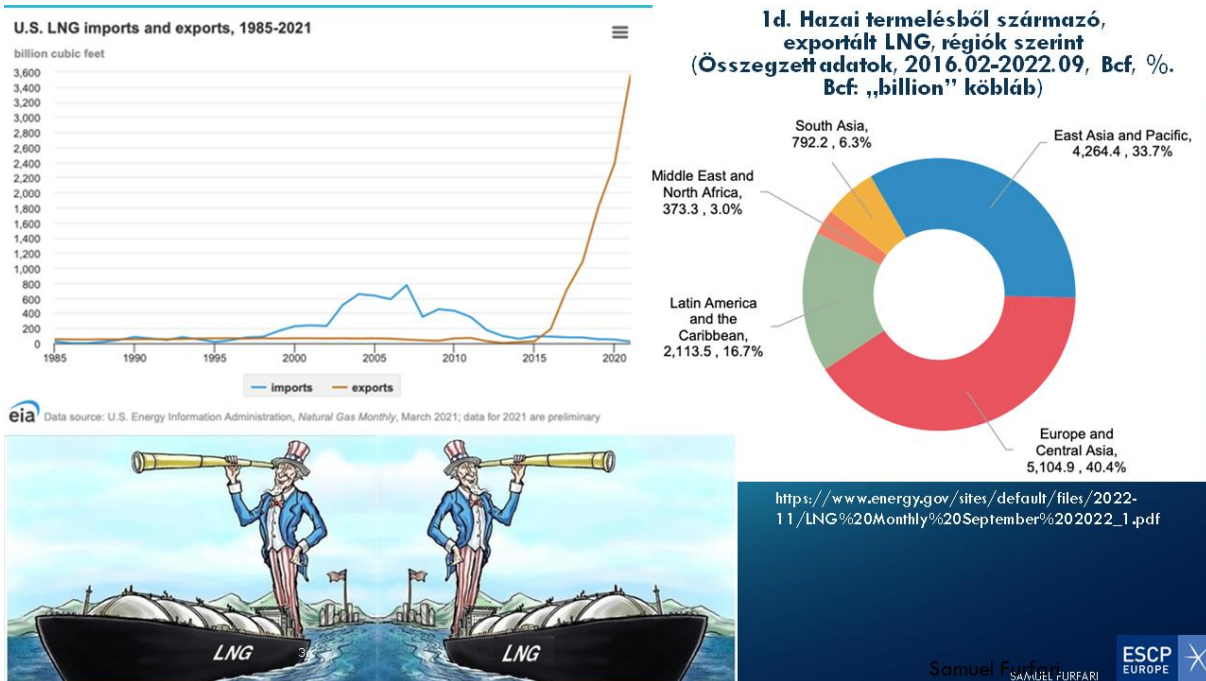 U.S. LNG imports and exports, 1985-2021
billion cubic feet
3,600
3,400
3,200
3,000
2,800
2,600
2,400
2,200
2,000
1,800
1,600
1,400
1,200
1,000
800
600
400
200
0
1985
1990
1995
2000
2005
2010
2015
2020
imports
exports
eia Data source: U.S. Energy Information Administration, Natural Gas Monthly, March 2021; data for 2021 are preliminary
1d. Hazai termelésből származó,
exportált LNG, régiók szerint
(Összegzett adatok, 2016.02-2022.09, Bcf, %.
Bcf: „billion” köbláb)
South Asia,
792.2 , 6.3%
East Asia and Pacific,
4,264.4 , 33.7%
Middle East and
North Africa,
373.3 , 3.0%
Latin America
and the
Caribbean,
2,113.5 , 16.7%
Europe and
Central Asia,
5,104.9 , 40.4%
https://www.energy.gov/sites/default/files/2022-
11/LNG%20Monthly%20September%202022_1.pdf
LNG
LNG
Samuel Furfari
SAMUEL FURFARI
ESCP
EUROPE